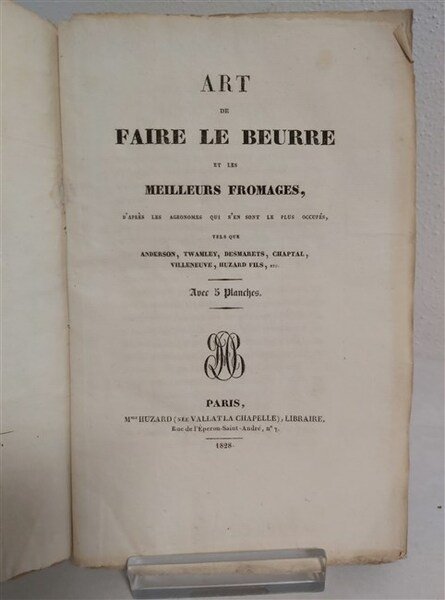 ART
DE
FAIRE LE BEURRE
ET LES
MEILLEURS FROMAGES,
D'APRÈS LES AGRONOMES QUI S'EN SONT LE PLUS OCCUPÉS,
TELS QUE
ANDERSON, TWAMLEY, DESMARETS, CHAPTAL,
VILLENEUVE, HUZARD FILS, ETC.
Avec 5 Planches.
PARIS,
Mme HUZARD (NÉE VALLAT LA CHAPELLE), LIBRAIRE,
Rue de l'Éperon-Saint-André, n° 7.
1828.